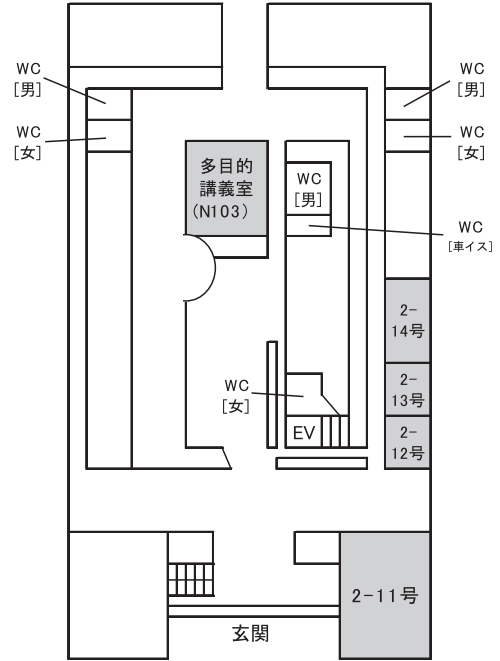 WC
[男]
WC
[女]
WC
[男]
WC
[女]
多目的
講義室
(N103)
WC
[男]
WC
[車イス]
2-
14号
2-
13号
2-
12号
WC
[女]
EV
2-11号
玄関